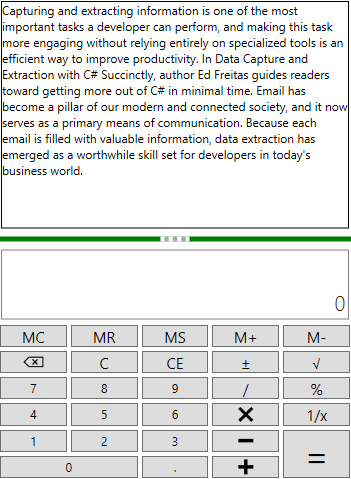 Capturing and extracting information is one of the most
important tasks a developer can perform, and making this task
more engaging without relying entirely on specialized tools is an
efficient way to improve productivity. In Data Capture and
Extraction with C# Succinctly, author Ed Freitas guides readers
toward getting more out of C# in minimal time. Email has
become a pillar of our modern and connected society, and it now
serves as a primary means of communication. Because each
email is filled with valuable information, data extraction has
emerged as a worthwhile skill set for developers in today's
business world.
0
MC MR MS M+ M-
⌫ C CE ± √
7 8 9 / %
4 5 6 × 1/x
1 2 3 − =
0 . +